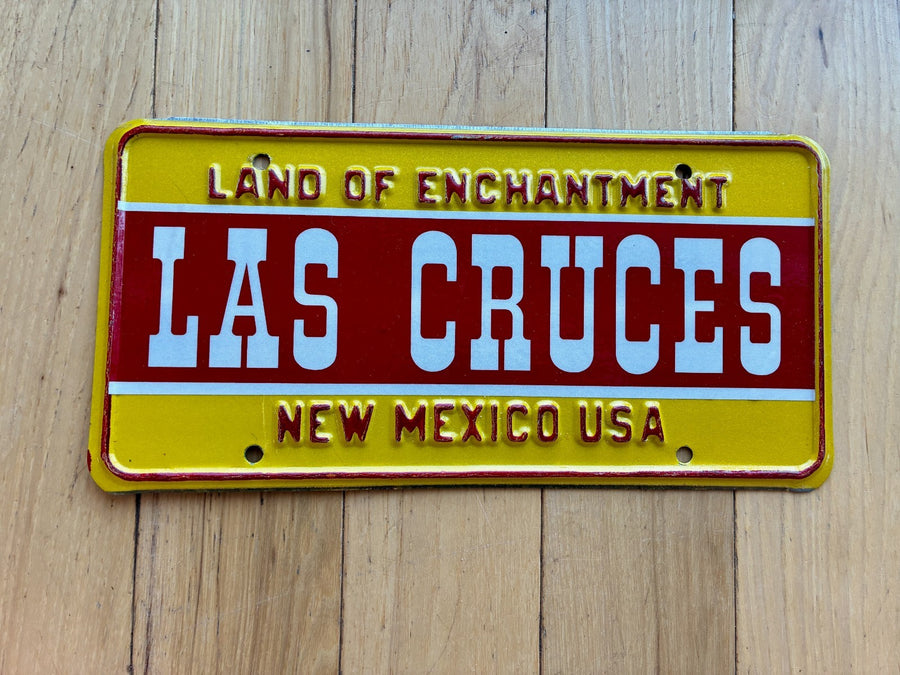 LAND OF ENCHANTMENT
LAS CRUCES
NEW MEXICO USA